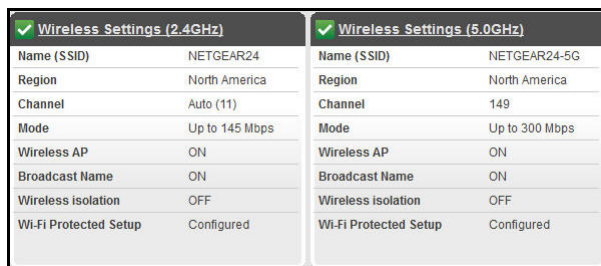 Wireless Settings (2.4GHz)
Name (SSID) NETGEAR24
Region North America
Channel Auto (11)
Mode Up to 145 Mbps
Wireless AP ON
Broadcast Name ON
Wireless isolation OFF
Wi-Fi Protected Setup Configured
Wireless Settings (5.0GHz)
Name (SSID) NETGEAR24-5G
Region North America
Channel 149
Mode Up to 300 Mbps
Wireless AP ON
Broadcast Name ON
Wireless isolation OFF
Wi-Fi Protected Setup Configured